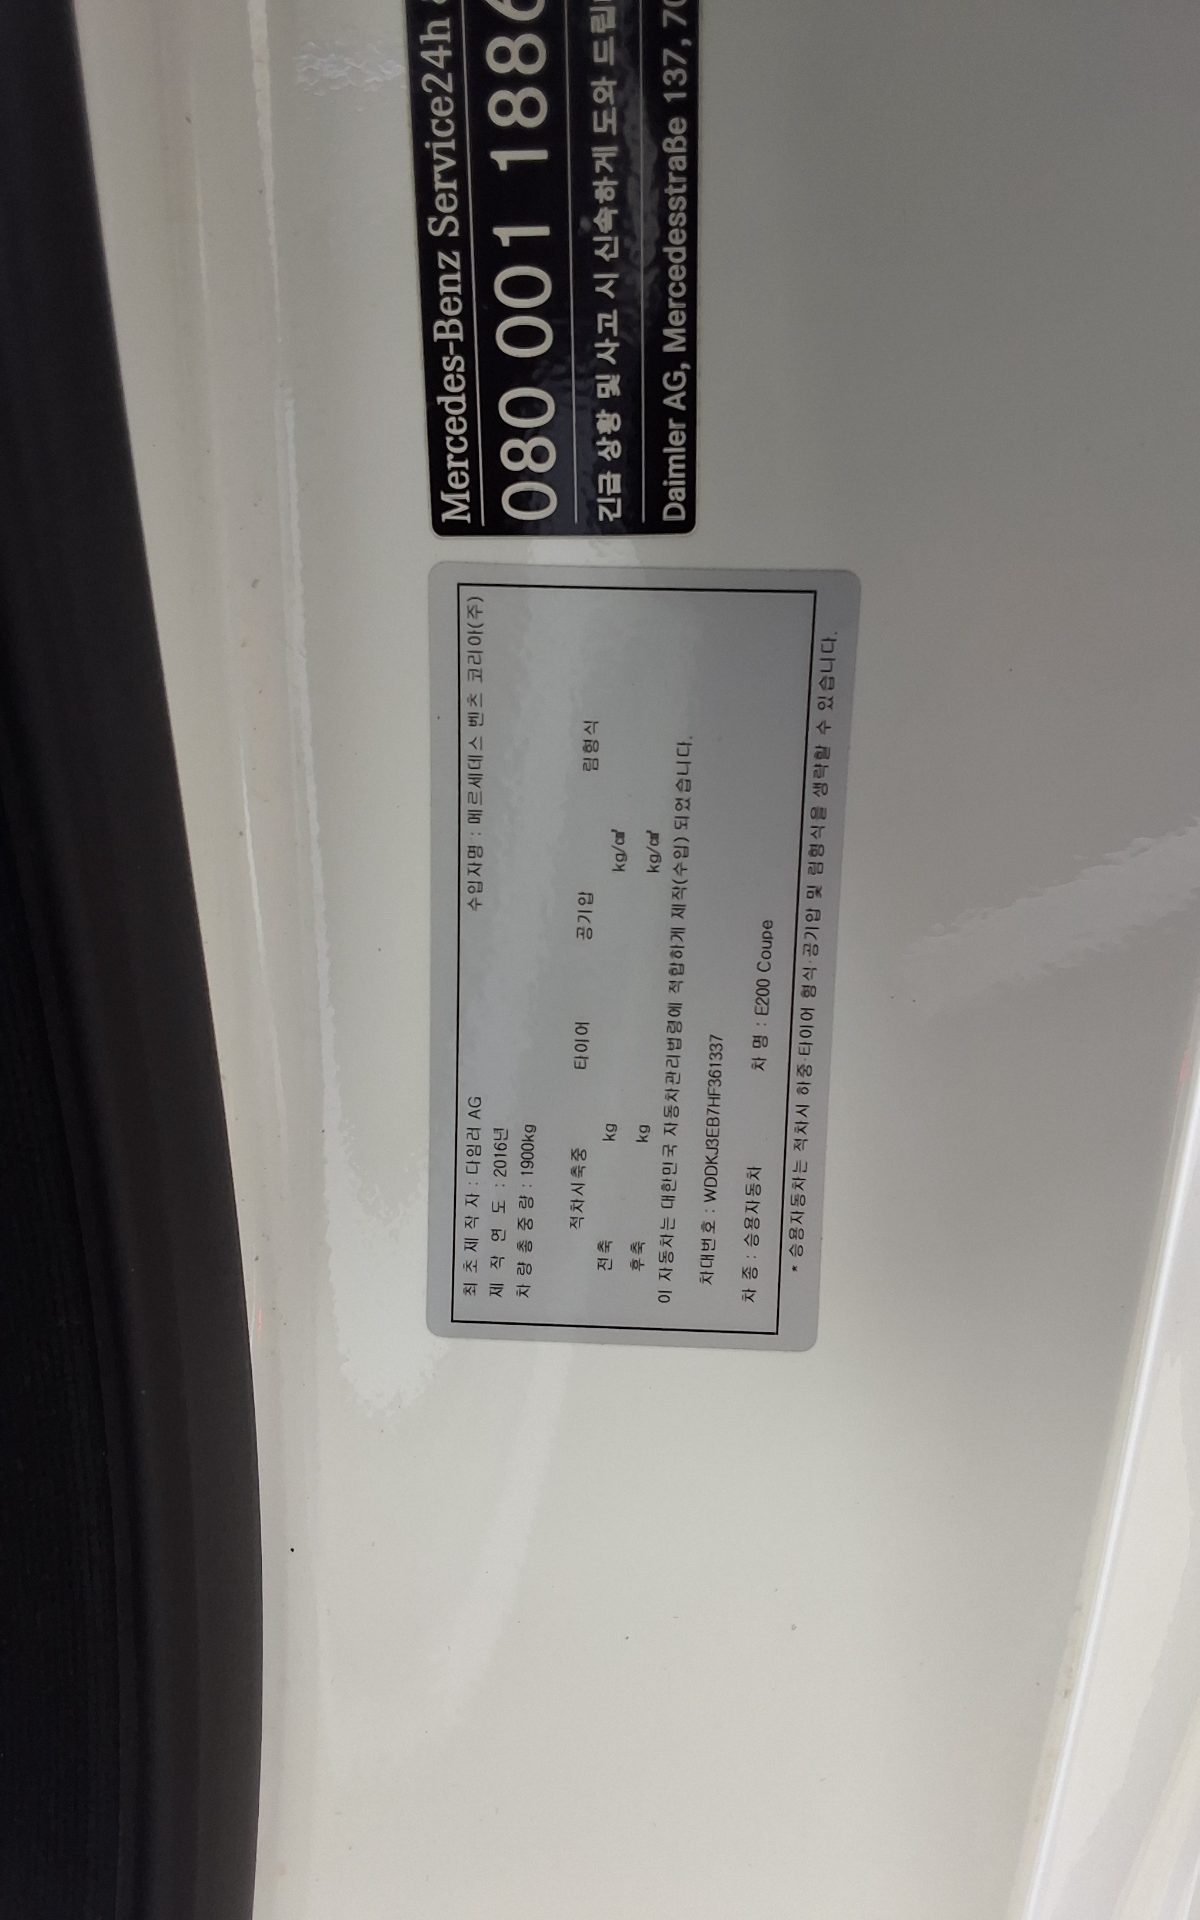 Mercedes-Benz Service24h
080 001 1886
긴급 상황 및 사고 시 신속하게 도와 드립
Daimler AG, Mercedesstraße 137, 70
최 초 제 작 자 : 다임러 AG 수입자명 : 메르세데스 벤츠 코리아(주)
제 작 연 도 : 2016년
차 량 총 중 량 : 1900kg
적차시축중 타이어 공기압 림형식
전축 kg kg/㎠
후축 kg kg/㎠
이 자동차는 대한민국 자동차관리법령에 적합하게 제작(수입) 되었습니다.
차대번호 : WDDKJ3EB7HF361337
차 종 : 승용자동차 차 명 : E200 Coupe
* 승용자동차는 적차시 하중·타이어 형식·공기압 및 림형식을 생략할 수 있습니다.